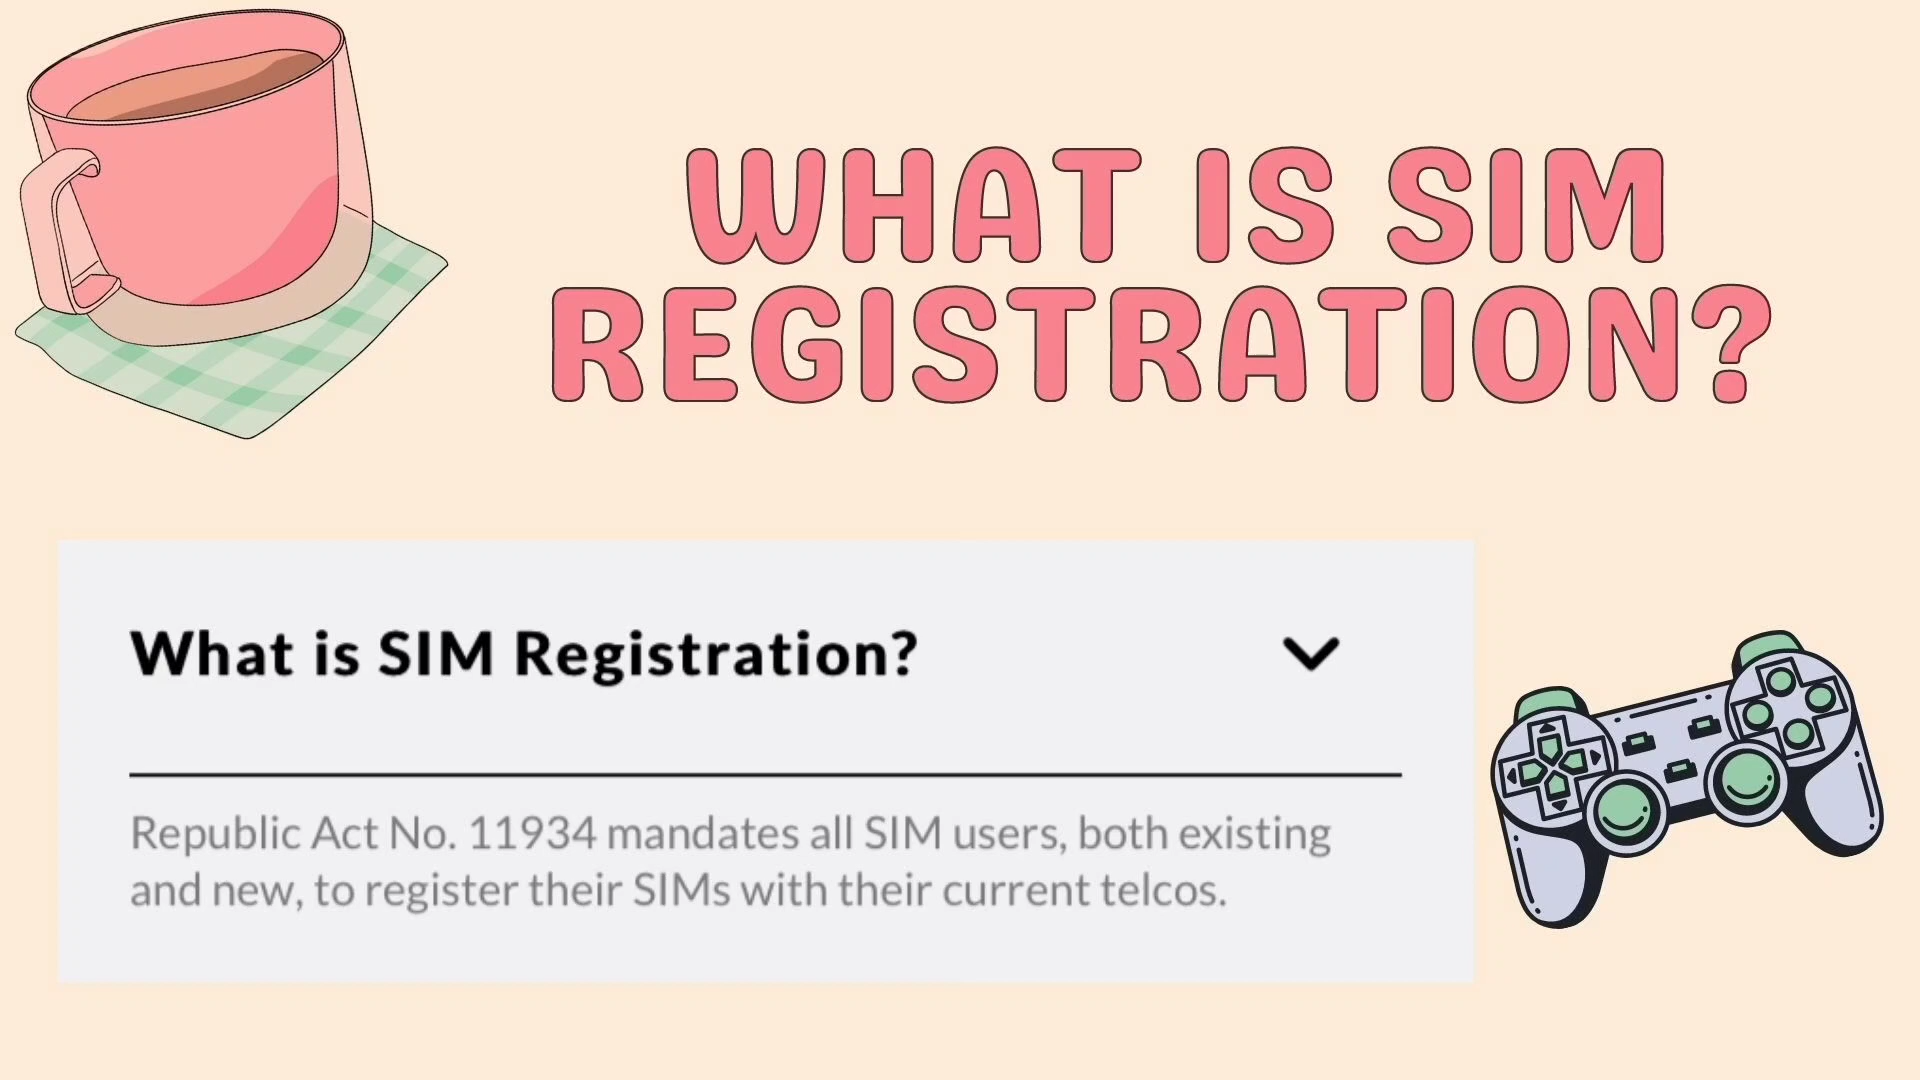 WHAT IS SIM
REGISTRATION?
What is SIM Registration?
Republic Act No. 11934 mandates all SIM users, both existing
and new, to register their SIMs with their current telcos.